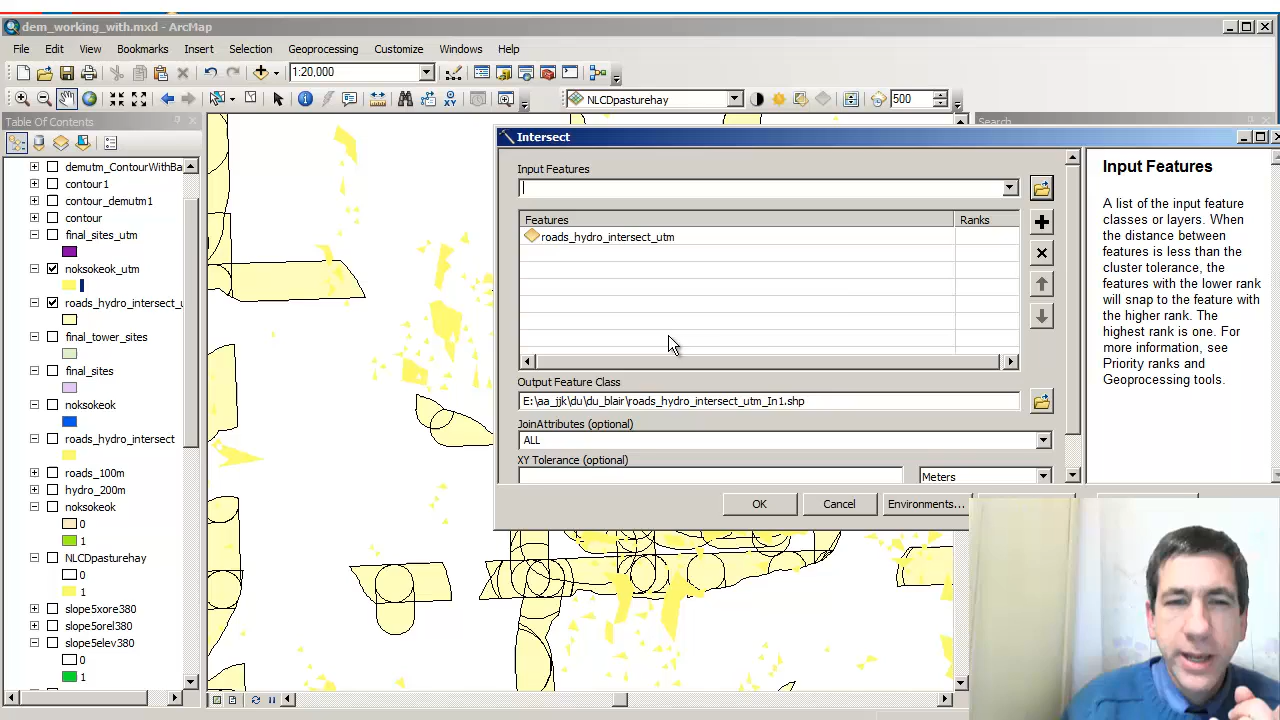 dem_working_with.mxd - ArcMap
File Edit View Bookmarks Insert Selection Geoprocessing Customize Windows Help
1:20,000
NLCDpasturehay
500
Table Of Contents
Search
demutm_ContourWithBa
contour1
contour_demutm1
contour
final_sites_utm
noksokeok_utm
roads_hydro_intersect_u
final_tower_sites
final_sites
noksokeok
roads_hydro_intersect
roads_100m
hydro_200m
noksokeok
0
1
NLCDpasturehay
0
1
slope5xore380
slope5orel380
slope5elev380
0
1
Intersect
Input Features
Features Ranks
roads_hydro_intersect_utm
Output Feature Class
E:\aa_jjk\du\du_blair\roads_hydro_intersect_utm_In1.shp
JoinAttributes (optional)
ALL
XY Tolerance (optional)
Meters
OK Cancel Environments...
Input Features
A list of the input feature
classes or layers. When
the distance between
features is less than the
cluster tolerance, the
features with the lower rank
will snap to the feature with
the higher rank. The
highest rank is one. For
more information, see
Priority ranks and
Geoprocessing tools.